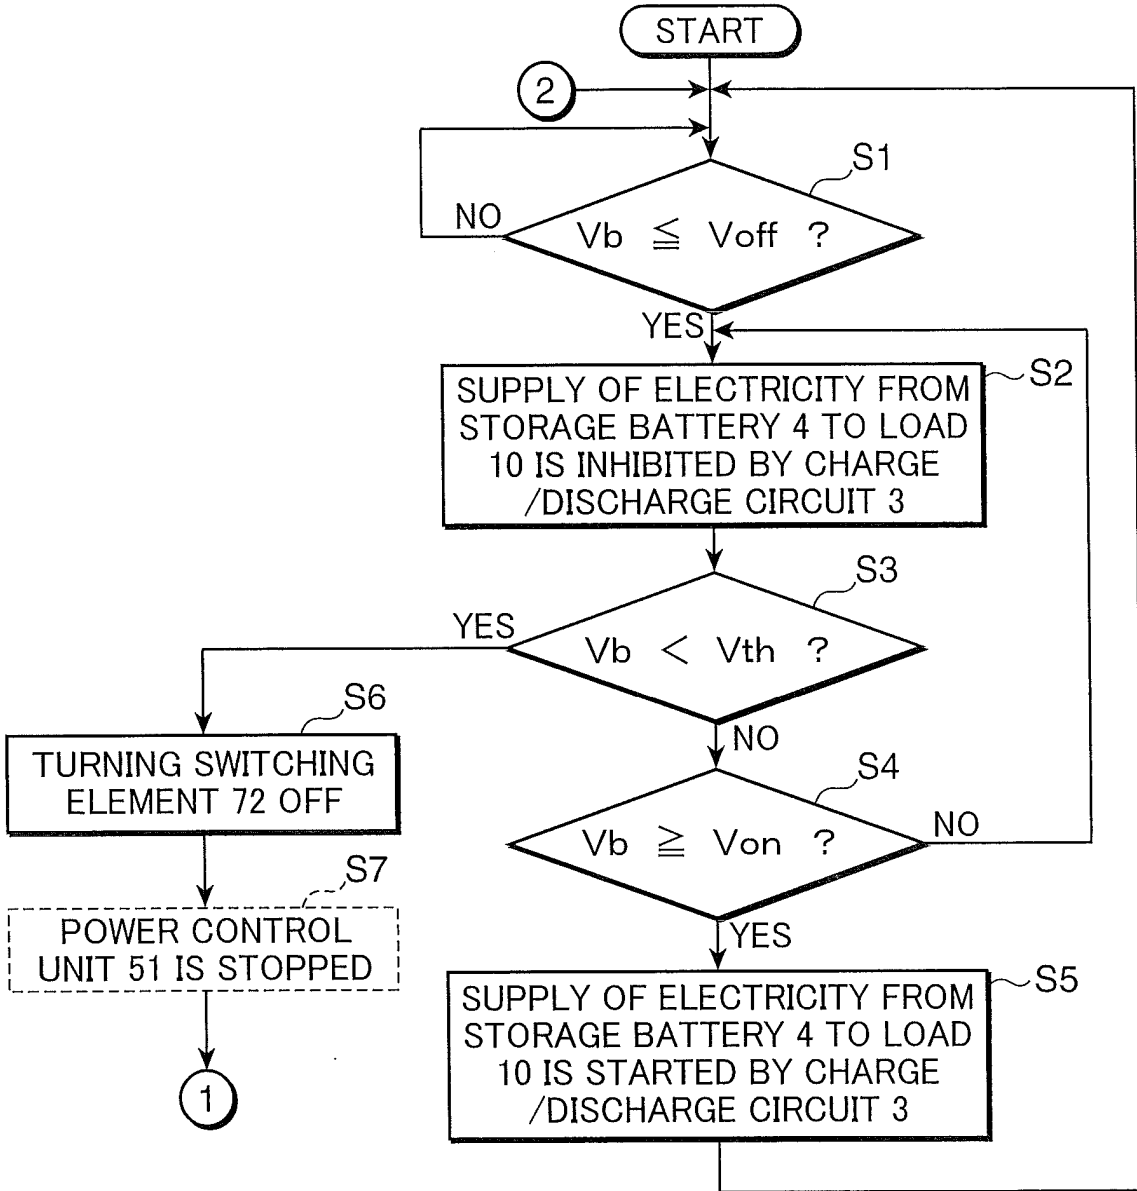 START
2
S1
NO
Vb ≦ Voff ?
YES
S2
SUPPLY OF ELECTRICITY FROM
STORAGE BATTERY 4 TO LOAD
10 IS INHIBITED BY CHARGE
/DISCHARGE CIRCUIT 3
S3
YES
Vb < Vth ?
NO
S6
TURNING SWITCHING
ELEMENT 72 OFF
S4
Vb ≧ Von ?
NO
YES
S7
POWER CONTROL
UNIT 51 IS STOPPED
1
S5
SUPPLY OF ELECTRICITY FROM
STORAGE BATTERY 4 TO LOAD
10 IS STARTED BY CHARGE
/DISCHARGE CIRCUIT 3